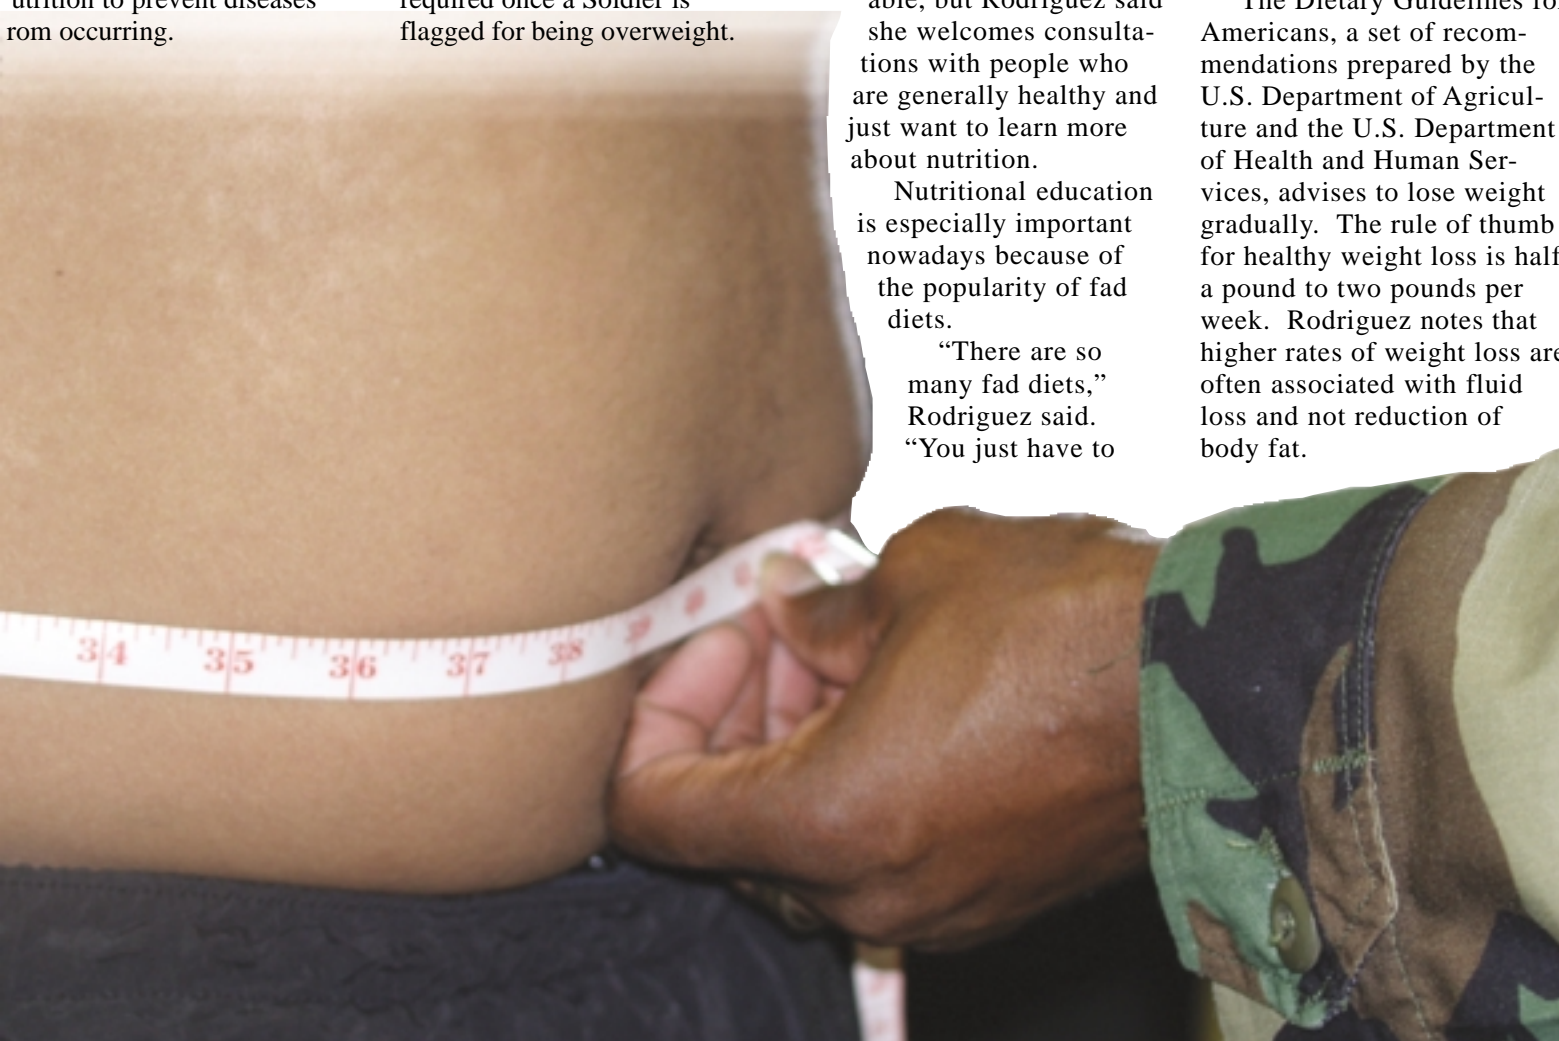 utrition to prevent diseases
rom occurring.
required once a Soldier is
flagged for being overweight.
able, but Rodriguez said
she welcomes consulta-
tions with people who
are generally healthy and
just want to learn more
about nutrition.
Nutritional education
is especially important
nowadays because of
the popularity of fad
diets.
“There are so
many fad diets,”
Rodriguez said.
“You just have to
The Dietary Guidelines for
Americans, a set of recom-
mendations prepared by the
U.S. Department of Agricul-
ture and the U.S. Department
of Health and Human Ser-
vices, advises to lose weight
gradually.  The rule of thumb
for healthy weight loss is half
a pound to two pounds per
week.  Rodriguez notes that
higher rates of weight loss are
often associated with fluid
loss and not reduction of
body fat.
34 35 36 37 38